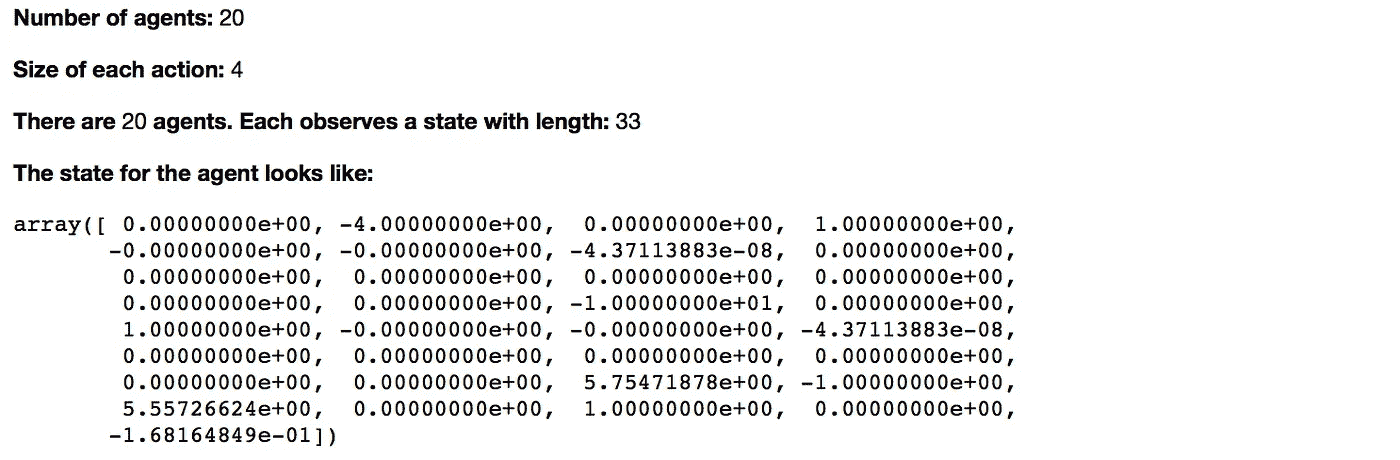 Number of agents: 20
Size of each action: 4
There are 20 agents. Each observes a state with length: 33
The state for the agent looks like:
array([ 0.00000000e+00, -4.00000000e+00, 0.00000000e+00, 1.00000000e+00,
-0.00000000e+00, -0.00000000e+00, -4.37113883e-08, 0.00000000e+00,
0.00000000e+00, 0.00000000e+00, 0.00000000e+00, 0.00000000e+00,
0.00000000e+00, 0.00000000e+00, -1.00000000e+01, 0.00000000e+00,
1.00000000e+00, -0.00000000e+00, -0.00000000e+00, -4.37113883e-08,
0.00000000e+00, 0.00000000e+00, 0.00000000e+00, 0.00000000e+00,
0.00000000e+00, 0.00000000e+00, 5.75471878e+00, -1.00000000e+00,
5.55726624e+00, 0.00000000e+00, 1.00000000e+00, 0.00000000e+00,
-1.68164849e-01])